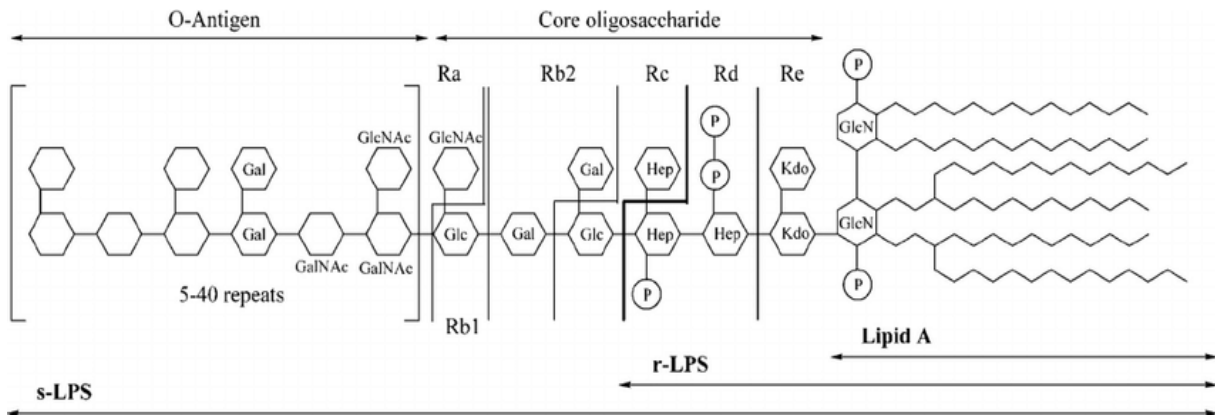 O-Antigen
Core oligosaccharide
Ra
Rb2
Rc
Rd
Re
P
GlcN
P
GlcNAc
GlcNAc
Gal
Gal
Hep
P
Kdo
Gal
Glc
Gal
Glc
Hep
Hep
Kdo
GlcN
GalNAc
GalNAc
P
P
5-40 repeats
Rb1
Lipid A
r-LPS
s-LPS